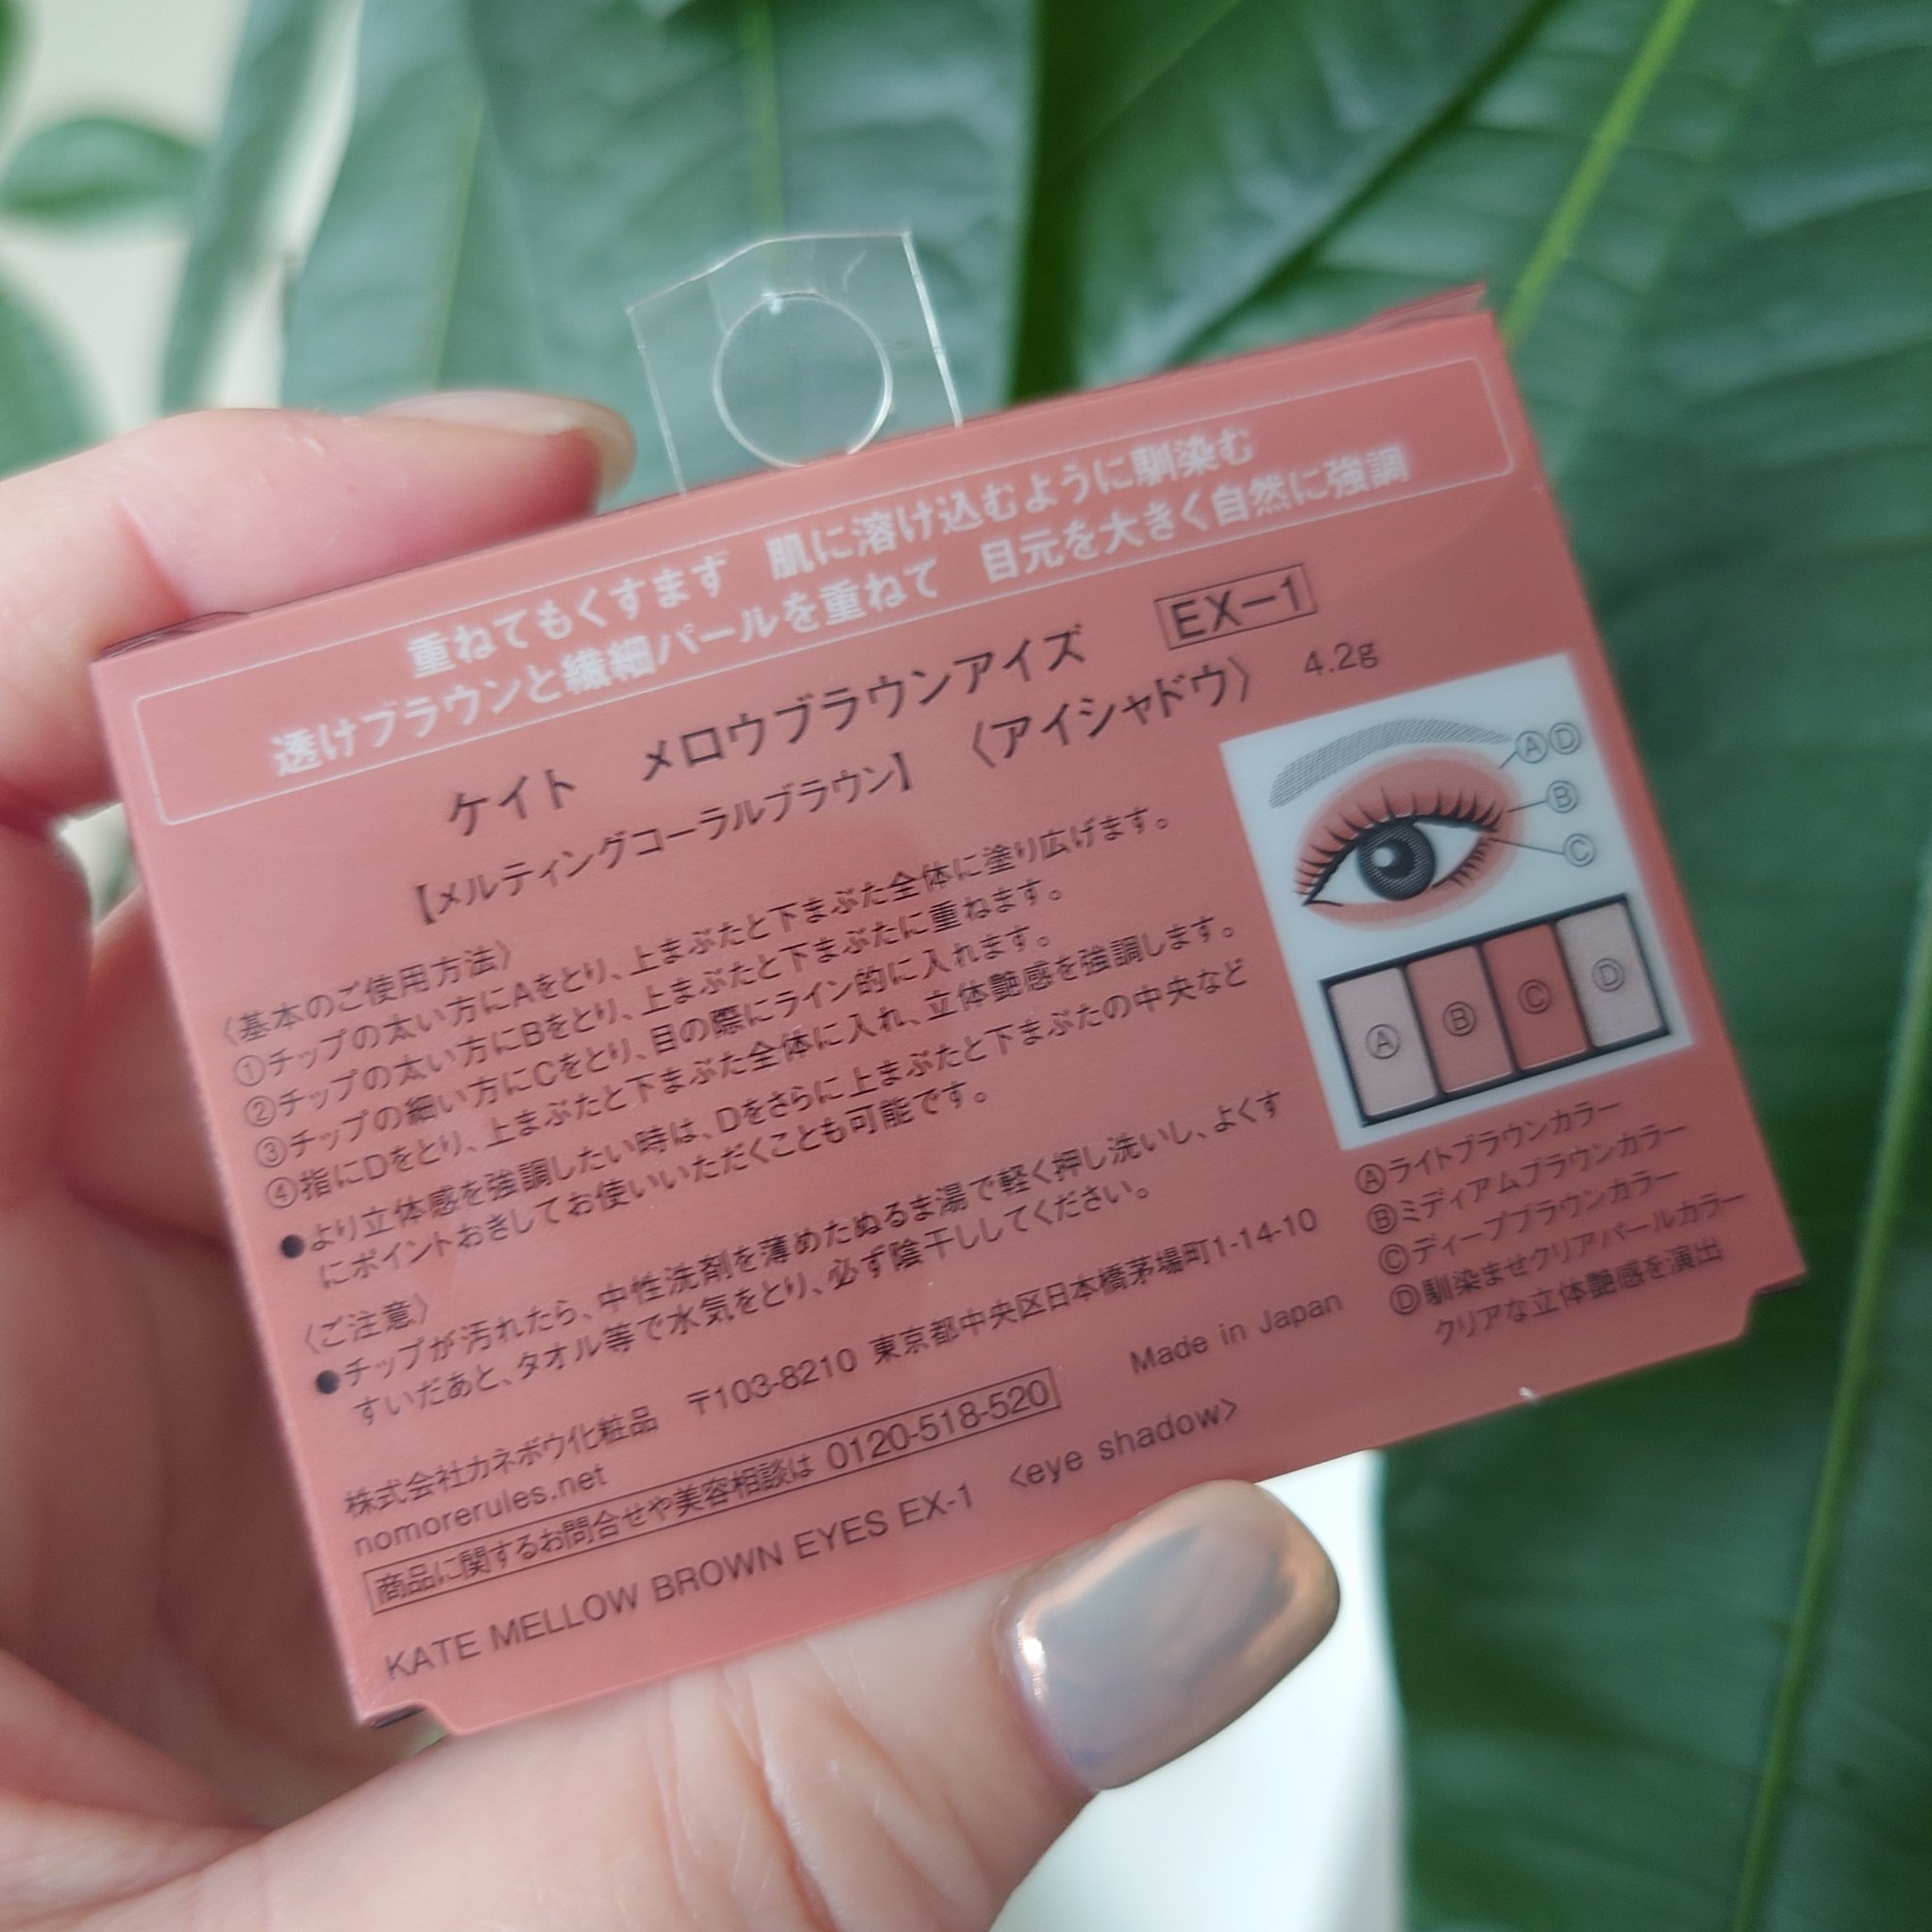 重ねてもくすまず 肌に溶け込むように馴染む
透けブラウンと繊細パールを重ねて 目元を大きく自然に強調
ケイト メロウブラウンアイズ EX-1
【メルティングコーラルブラウン】 〈アイシャドウ〉 4.2g
〈基本のご使用方法〉
①チップの太い方にAをとり、上まぶたと下まぶた全体に塗り広げます。
②チップの太い方にBをとり、上まぶたと下まぶたに重ねます。
③チップの細い方にCをとり、目の際にライン的に入れます。
④指にDをとり、上まぶたと下まぶた全体に入れ、立体艶感を強調します。
●より立体感を強調したい時は、Dをさらに上まぶたと下まぶたの中央など
にポイントおきしてお使いいただくことも可能です。
〈ご注意〉
●チップが汚れたら、中性洗剤を薄めたぬるま湯で軽く押し洗いし、よくす
すいだあと、タオル等で水気をとり、必ず陰干ししてください。
株式会社カネボウ化粧品 〒103-8210 東京都中央区日本橋茅場町1-14-10
nomorerules.net
Made in Japan
商品に関するお問合せや美容相談は 0120-518-520
KATE MELLOW BROWN EYES EX-1 <eye shadow>
Ⓐ Ⓓ
Ⓑ
Ⓒ
Ⓐ Ⓑ Ⓒ Ⓓ
Ⓐライトブラウンカラー
Ⓑミディアムブラウンカラー
Ⓒディープブラウンカラー
Ⓓ馴染ませクリアパールカラー
クリアな立体艶感を演出